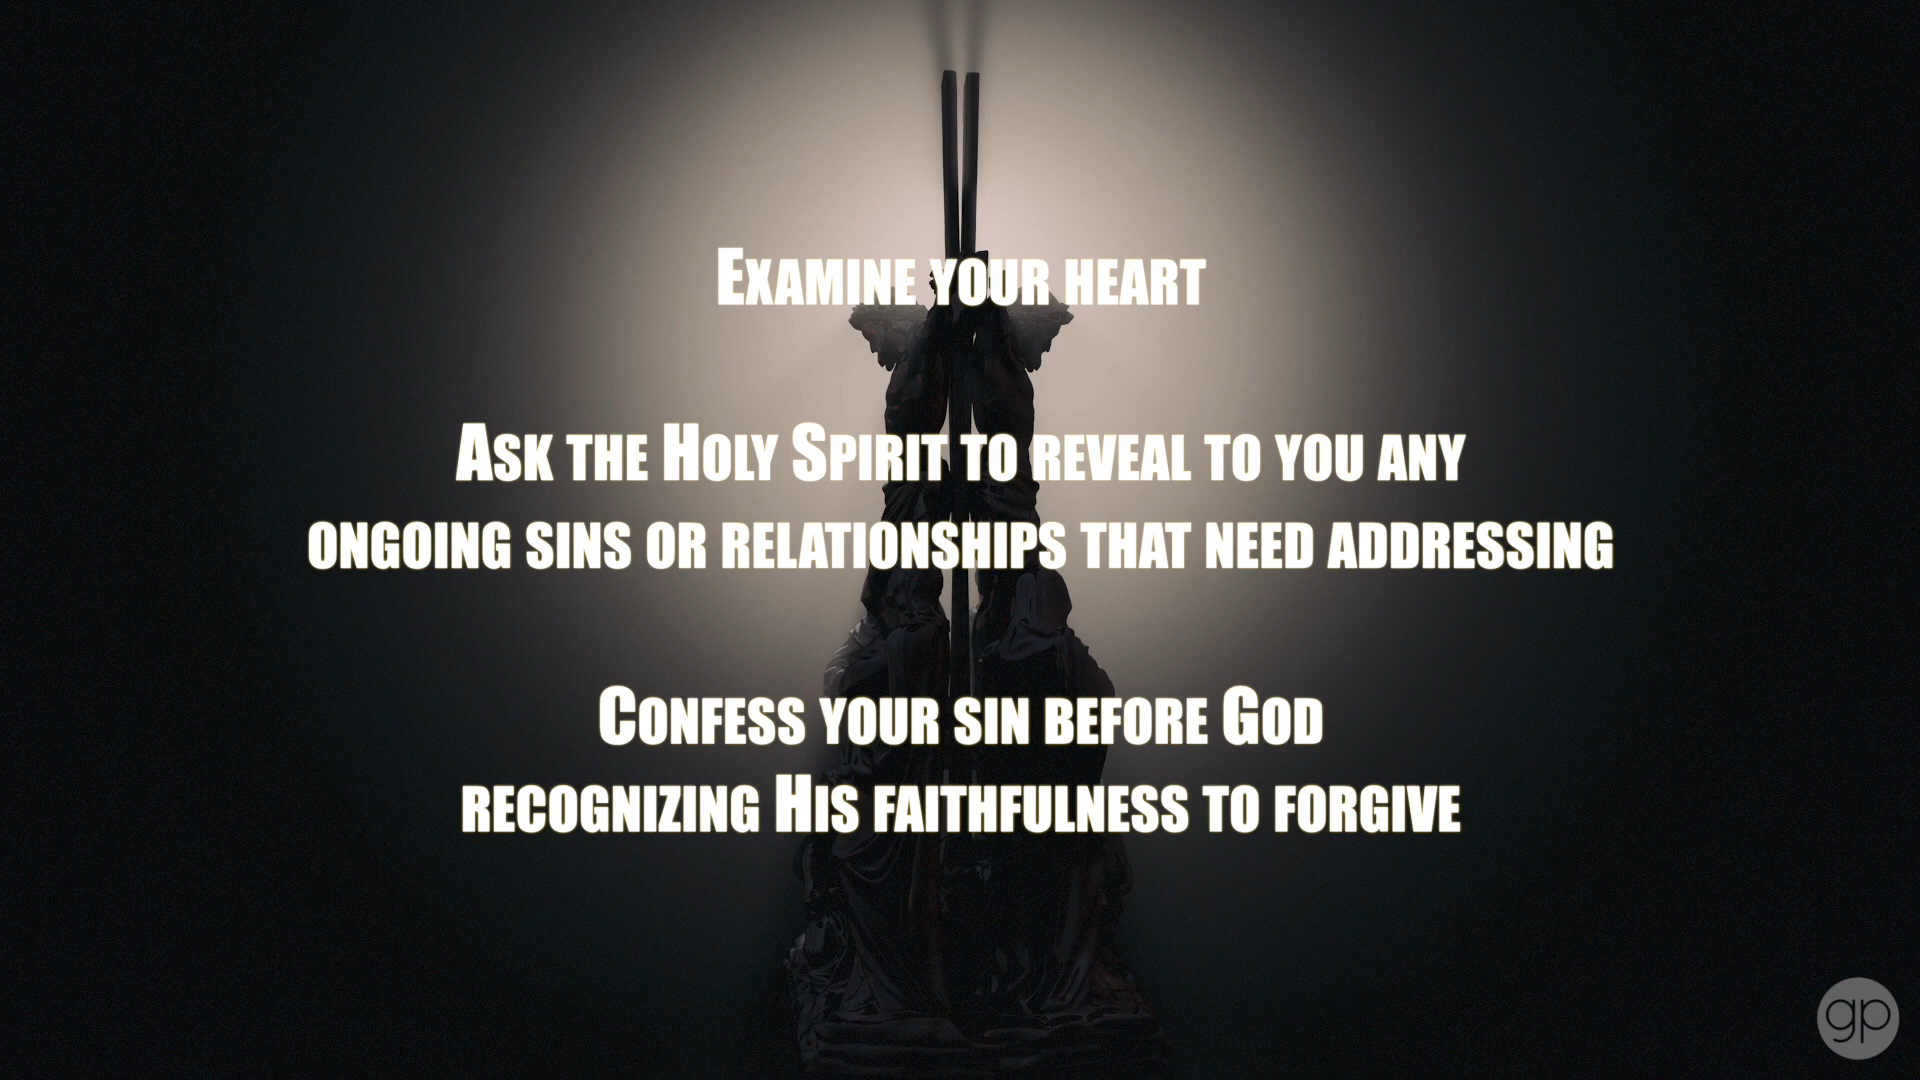 Examine your heart
Ask the Holy Spirit to reveal to you any
ongoing sins or relationships that need addressing
Confess your sin before God
recognizing His faithfulness to forgive
gp